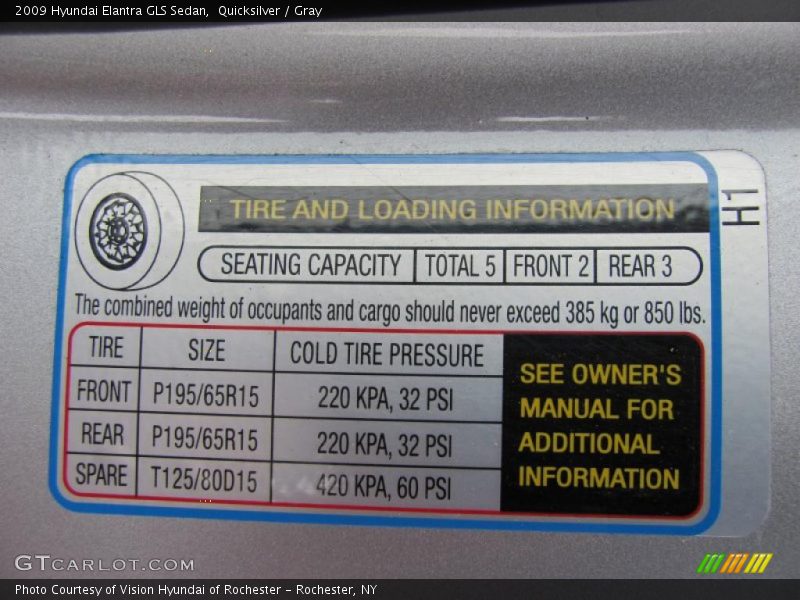 2009 Hyundai Elantra GLS Sedan,  Quicksilver / Gray
TIRE AND LOADING INFORMATION
H1
SEATING CAPACITY TOTAL 5 FRONT 2 REAR 3
The combined weight of occupants and cargo should never exceed 385 kg or 850 lbs.
TIRE SIZE COLD TIRE PRESSURE
FRONT P195/65R15 220 KPA, 32 PSI
REAR P195/65R15 220 KPA, 32 PSI
SPARE T125/80D15 420 KPA, 60 PSI
SEE OWNER'S
MANUAL FOR
ADDITIONAL
INFORMATION
GTCARLOT.COM
Photo Courtesy of Vision Hyundai of Rochester – Rochester, NY